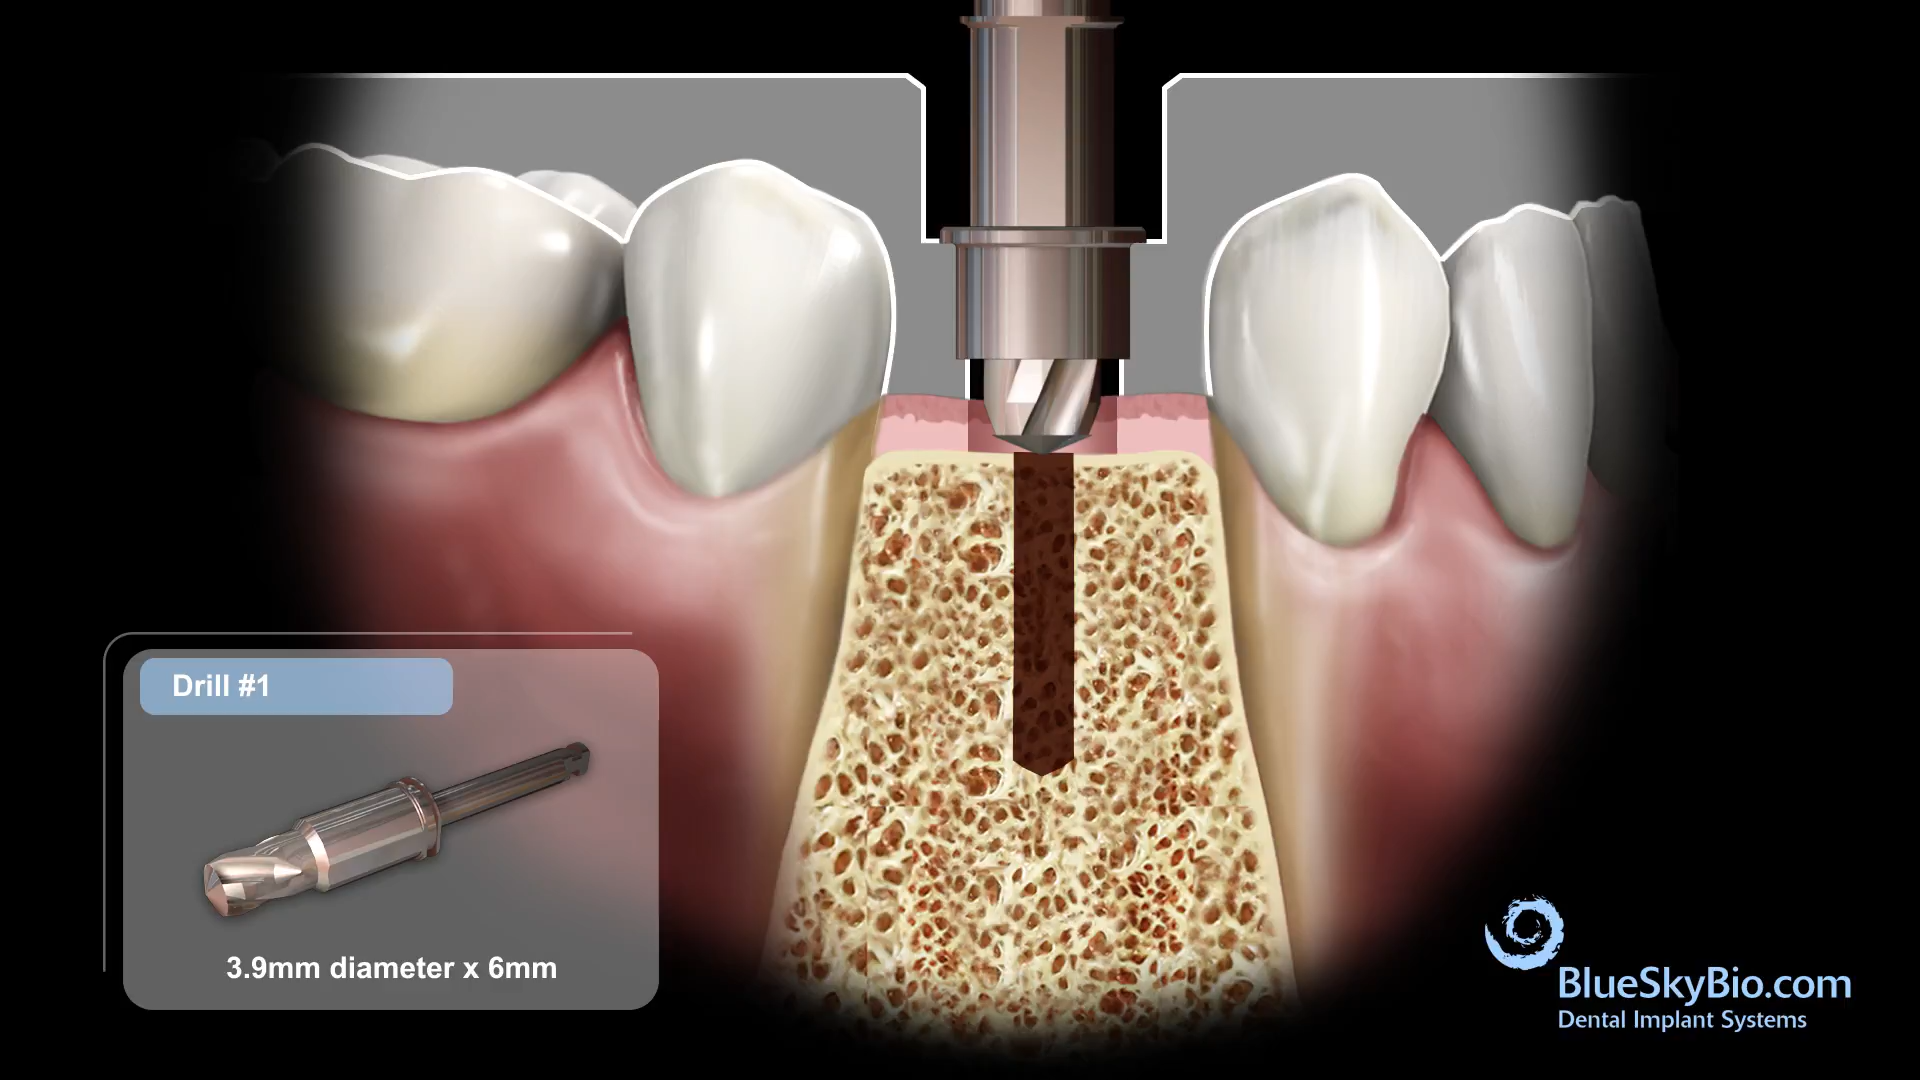 Drill #1
3.9mm diameter x 6mm
BlueSkyBio.com
Dental Implant Systems